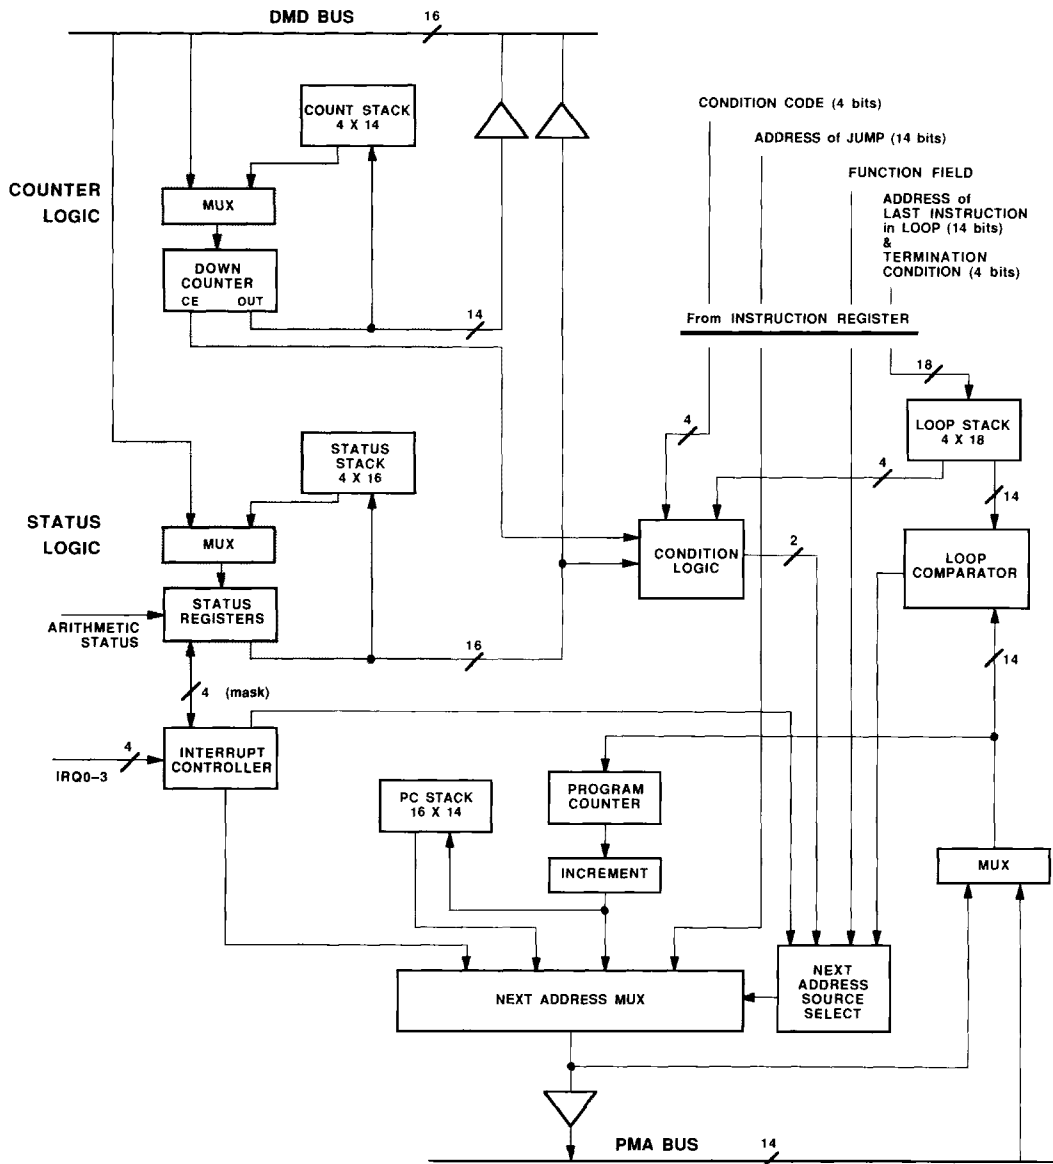 DMD BUS
16
COUNT STACK
4 X 14
CONDITION CODE (4 bits)
ADDRESS of JUMP (14 bits)
FUNCTION FIELD
ADDRESS of
LAST INSTRUCTION
in LOOP (14 bits)
&
TERMINATION
CONDITION (4 bits)
COUNTER
LOGIC
MUX
DOWN
COUNTER
CE OUT
14
From INSTRUCTION REGISTER
18
LOOP STACK
4 X 18
4
4
14
STATUS
STACK
4 X 16
STATUS
LOGIC
MUX
CONDITION
LOGIC
2
LOOP
COMPARATOR
STATUS
REGISTERS
ARITHMETIC
STATUS
16
14
4 (mask)
4
INTERRUPT
CONTROLLER
IRQ0-3
PC STACK
16 X 14
PROGRAM
COUNTER
INCREMENT
MUX
NEXT ADDRESS MUX
NEXT
ADDRESS
SOURCE
SELECT
PMA BUS
14